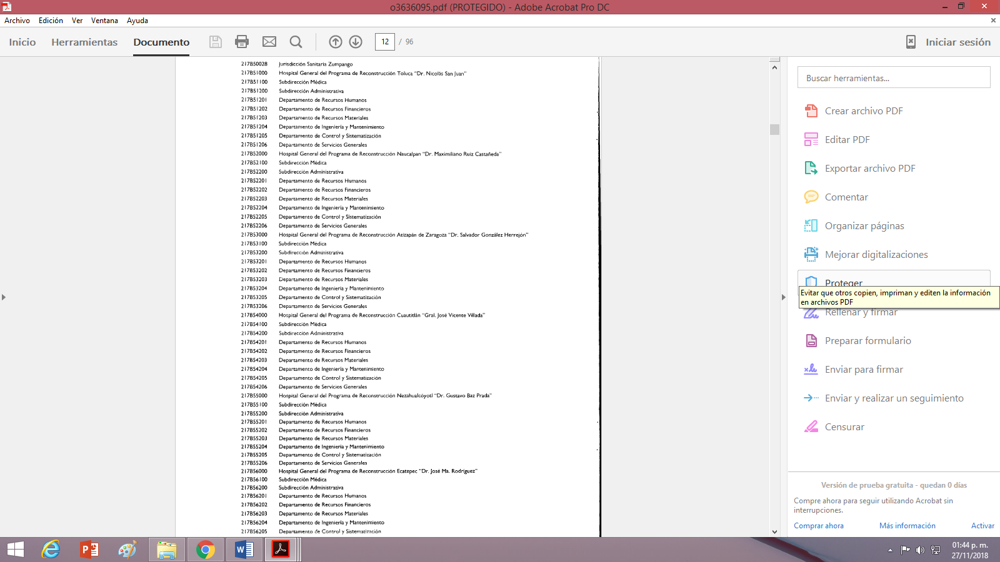 o3636095.pdf (PROTEGIDO) - Adobe Acrobat Pro DC
Archivo Edición Ver Ventana Ayuda
Inicio Herramientas Documento 12 / 96 Iniciar sesión
217B50028 Jurisdicción Sanitaria Zumpango
217B51000 Hospital General del Programa de Reconstrucción Toluca "Dr. Nicolás San Juan"
217B51100 Subdirección Médica
217B51200 Subdirección Administrativa
217B51201 Departamento de Recursos Humanos
217B51202 Departamento de Recursos Financieros
217B51203 Departamento de Recursos Materiales
217B51204 Departamento de Ingeniería y Mantenimiento
217B51205 Departamento de Control y Sistematización
217B51206 Departamento de Servicios Generales
217B52000 Hospital General del Programa de Reconstrucción Naucalpan "Dr. Maximiliano Ruiz Castañeda"
217B52100 Subdirección Médica
217B52200 Subdirección Administrativa
217B52201 Departamento de Recursos Humanos
217B52202 Departamento de Recursos Financieros
217B52203 Departamento de Recursos Materiales
217B52204 Departamento de Ingeniería y Mantenimiento
217B52205 Departamento de Control y Sistematización
217B52206 Departamento de Servicios Generales
217B53000 Hospital General del Programa de Reconstrucción Atizapán de Zaragoza "Dr. Salvador González Herrejón"
217B53100 Subdirección Médica
217B53200 Subdirección Administrativa
217B53201 Departamento de Recursos Humanos
217B53202 Departamento de Recursos Financieros
217B53203 Departamento de Recursos Materiales
217B53204 Departamento de Ingeniería y Mantenimiento
217B53205 Departamento de Control y Sistematización
217B53206 Departamento de Servicios Generales
217B54000 Hospital General del Programa de Reconstrucción Cuautitlán "Gral. José Vicente Villada"
217B54100 Subdirección Médica
217B54200 Subdirección Administrativa
217B54201 Departamento de Recursos Humanos
217B54202 Departamento de Recursos Financieros
217B54203 Departamento de Recursos Materiales
217B54204 Departamento de Ingeniería y Mantenimiento
217B54205 Departamento de Control y Sistematización
217B54206 Departamento de Servicios Generales
217B55000 Hospital General del Programa de Reconstrucción Nezahualcóyotl "Dr. Gustavo Baz Prada"
217B55100 Subdirección Médica
217B55200 Subdirección Administrativa
217B55201 Departamento de Recursos Humanos
217B55202 Departamento de Recursos Financieros
217B55203 Departamento de Recursos Materiales
217B55204 Departamento de Ingeniería y Mantenimiento
217B55205 Departamento de Control y Sistematización
217B55206 Departamento de Servicios Generales
217B56000 Hospital General del Programa de Reconstrucción Ecatepec "Dr. José Ma. Rodríguez"
217B56100 Subdirección Médica
217B56200 Subdirección Administrativa
217B56201 Departamento de Recursos Humanos
217B56202 Departamento de Recursos Financieros
217B56203 Departamento de Recursos Materiales
217B56204 Departamento de Ingeniería y Mantenimiento
217B56205 Departamento de Control y Sistematización
Buscar herramientas...
Crear archivo PDF
Editar PDF
Exportar archivo PDF
Comentar
Organizar páginas
Mejorar digitalizaciones
Proteger
Evitar que otros copien, impriman y editen la información
en archivos PDF
Rellenar y firmar
Preparar formulario
Enviar para firmar
Enviar y realizar un seguimiento
Censurar
Versión de prueba gratuita - quedan 0 días
Compre ahora para seguir utilizando Acrobat sin
interrupciones.
Comprar ahora Más información Activar
01:44 p. m.
27/11/2018